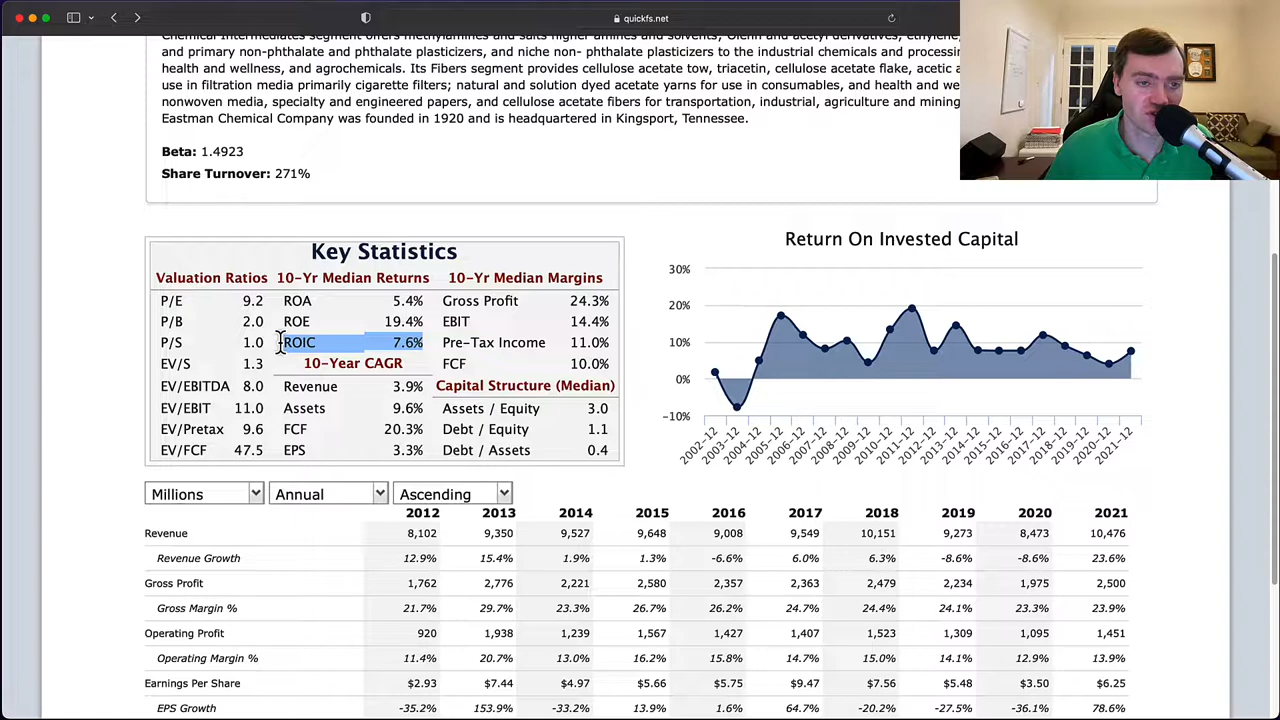 quickfs.net
Chemical Intermediates segment offers methylamines and salts higher amines and solvents, Olefin and acetyl derivatives, ethylene,
and primary non-phthalate and phthalate plasticizers, and niche non- phthalate plasticizers to the industrial chemicals and processing
health and wellness, and agrochemicals. Its Fibers segment provides cellulose acetate tow, triacetin, cellulose acetate flake, acetic a
use in filtration media primarily cigarette filters; natural and solution dyed acetate yarns for use in consumables, and health and we
nonwoven media, specialty and engineered papers, and cellulose acetate fibers for transportation, industrial, agriculture and mining
Eastman Chemical Company was founded in 1920 and is headquartered in Kingsport, Tennessee.
Beta: 1.4923
Share Turnover: 271%
Key Statistics
Valuation Ratios 10-Yr Median Returns 10-Yr Median Margins
P/E 9.2 ROA 5.4% Gross Profit 24.3%
P/B 2.0 ROE 19.4% EBIT 14.4%
P/S 1.0 ROIC 7.6% Pre-Tax Income 11.0%
EV/S 1.3 10-Year CAGR FCF 10.0%
EV/EBITDA 8.0 Revenue 3.9% Capital Structure (Median)
EV/EBIT 11.0 Assets 9.6% Assets / Equity 3.0
EV/Pretax 9.6 FCF 20.3% Debt / Equity 1.1
EV/FCF 47.5 EPS 3.3% Debt / Assets 0.4
Return On Invested Capital
30%
20%
10%
0%
-10%
2002-12 2003-12 2004-12 2005-12 2006-12 2007-12 2008-12 2009-12 2010-12 2011-12 2012-12 2013-12 2014-12 2015-12 2016-12 2017-12 2018-12 2019-12 2020-12 2021-12
Millions Annual Ascending
2012 2013 2014 2015 2016 2017 2018 2019 2020 2021
Revenue 8,102 9,350 9,527 9,648 9,008 9,549 10,151 9,273 8,473 10,476
Revenue Growth 12.9% 15.4% 1.9% 1.3% -6.6% 6.0% 6.3% -8.6% -8.6% 23.6%
Gross Profit 1,762 2,776 2,221 2,580 2,357 2,363 2,479 2,234 1,975 2,500
Gross Margin % 21.7% 29.7% 23.3% 26.7% 26.2% 24.7% 24.4% 24.1% 23.3% 23.9%
Operating Profit 920 1,938 1,239 1,567 1,427 1,407 1,523 1,309 1,095 1,451
Operating Margin % 11.4% 20.7% 13.0% 16.2% 15.8% 14.7% 15.0% 14.1% 12.9% 13.9%
Earnings Per Share $2.93 $7.44 $4.97 $5.66 $5.75 $9.47 $7.56 $5.48 $3.50 $6.25
EPS Growth -35.2% 153.9% -33.2% 13.9% 1.6% 64.7% -20.2% -27.5% -36.1% 78.6%